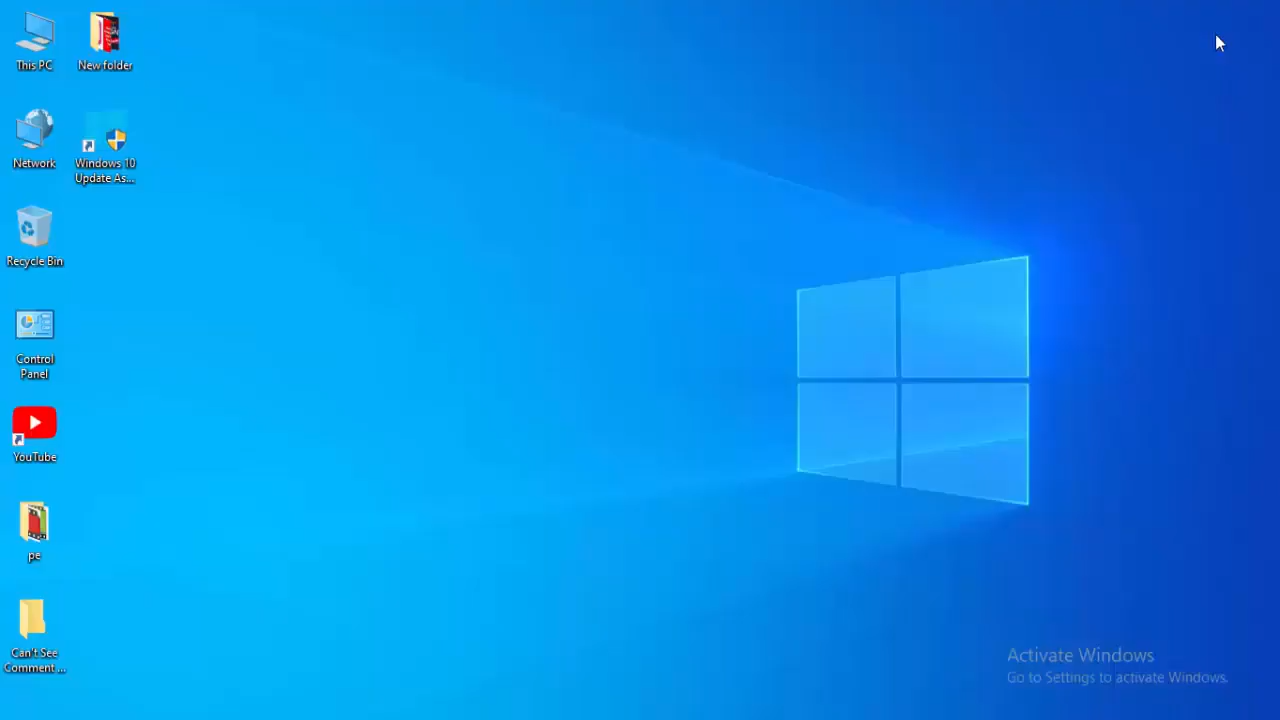 This PC
New folder
Network
Windows 10
Update As...
Recycle Bin
Control
Panel
YouTube
pe
Can't See
Comment ...
Activate Windows
Go to Settings to activate Windows.